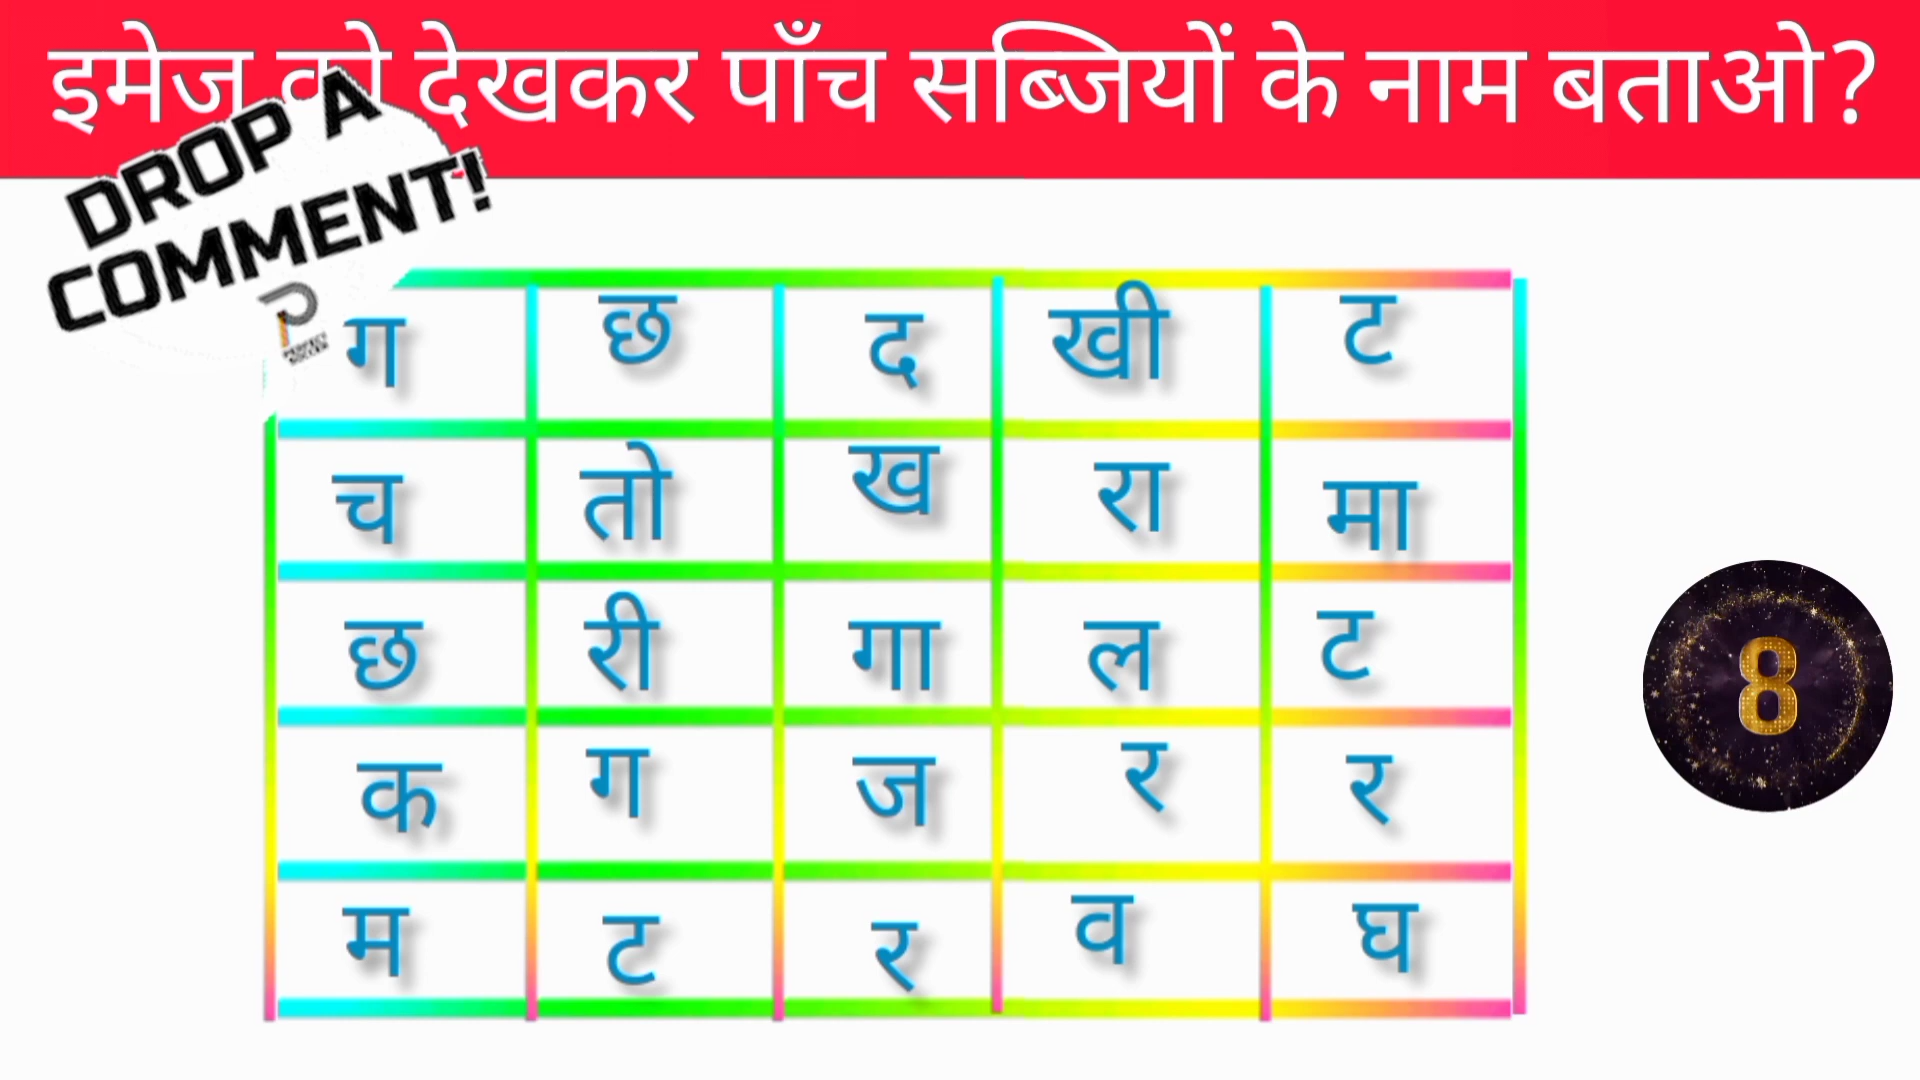 इमेज को देखकर पाँच सब्जियों के नाम बताओ?
DROP A
COMMENT!
ग छ द खी ट
च तो ख रा मा
छ री गा ल ट
क ग ज र र
म ट र व घ
8